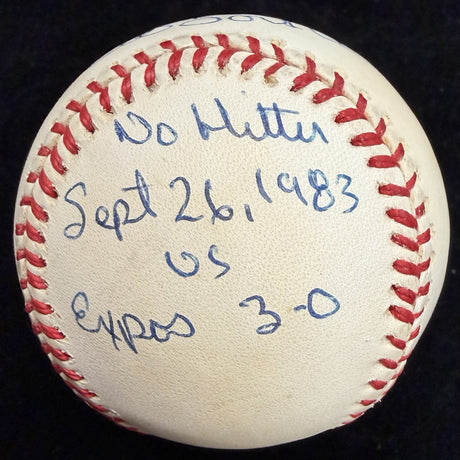 No Hitter
Sept 26, 1983
vs
Expos 3-0